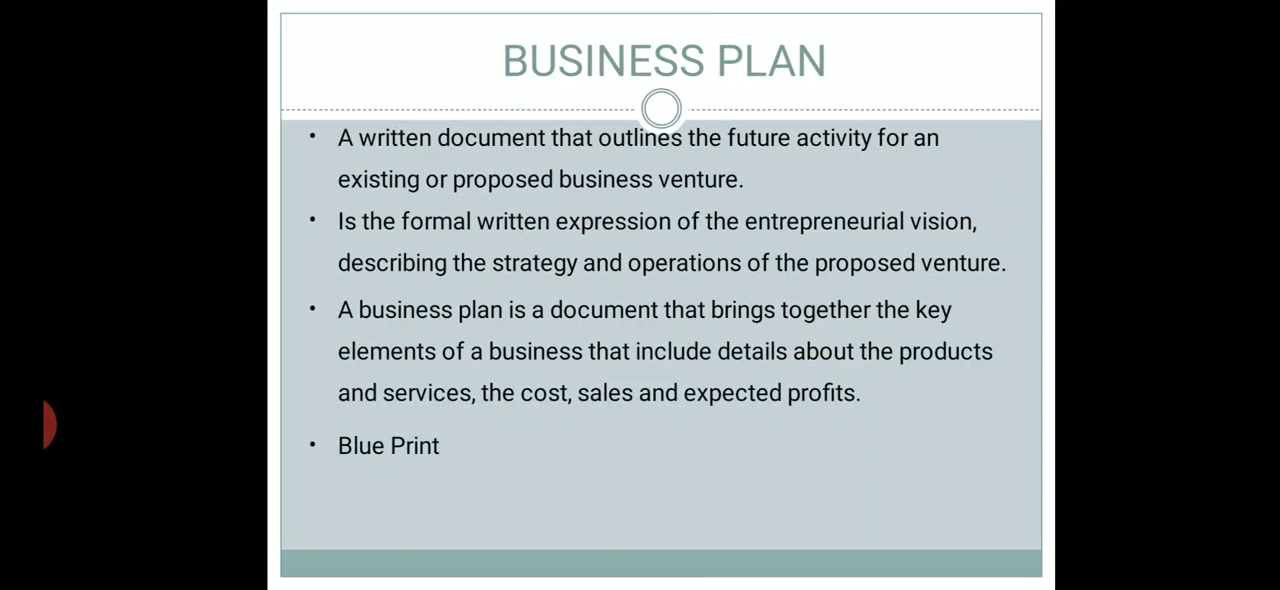 BUSINESS PLAN
• A written document that outlines the future activity for an
existing or proposed business venture.
• Is the formal written expression of the entrepreneurial vision,
describing the strategy and operations of the proposed venture.
• A business plan is a document that brings together the key
elements of a business that include details about the products
and services, the cost, sales and expected profits.
• Blue Print